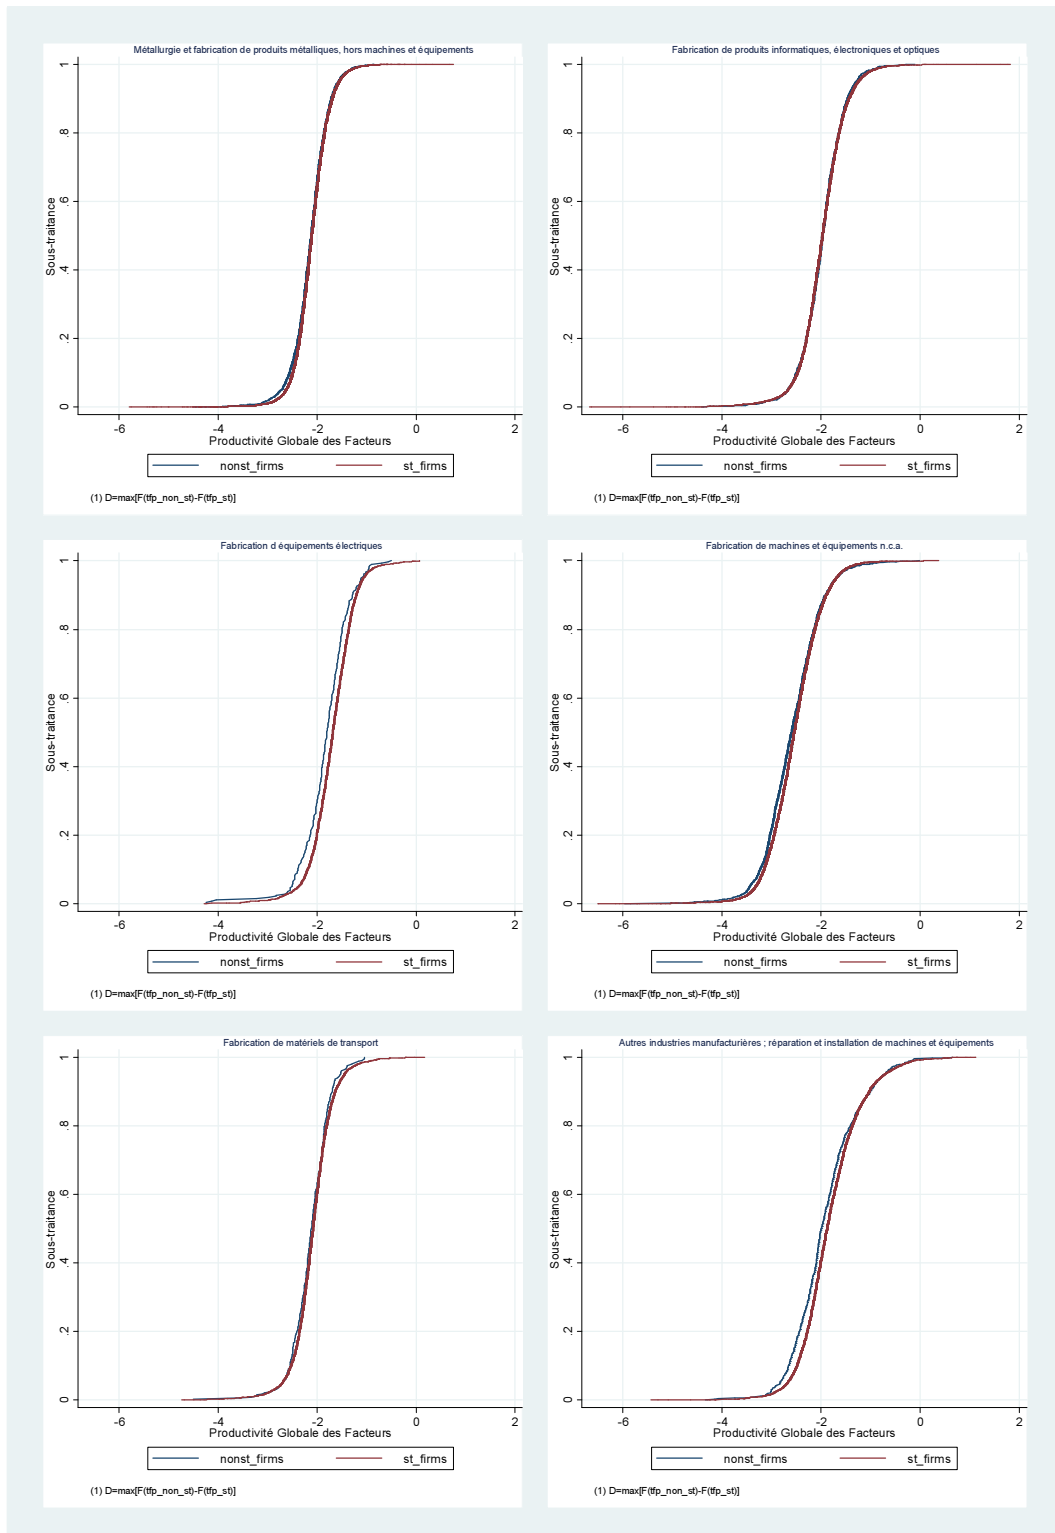 Métallurgie et fabrication de produits métalliques, hors machines et équipements
Sous-traitance
0 .2 .4 .6 .8 1
-6 -4 -2 0 2
Productivité Globale des Facteurs
nonst_firms st_firms
(1) D=max[F(tfp_non_st)-F(tfp_st)]
Fabrication de produits informatiques, électroniques et optiques
Sous-traitance
0 .2 .4 .6 .8 1
-6 -4 -2 0 2
Productivité Globale des Facteurs
nonst_firms st_firms
(1) D=max[F(tfp_non_st)-F(tfp_st)]
Fabrication d équipements électriques
Sous-traitance
0 .2 .4 .6 .8 1
-6 -4 -2 0 2
Productivité Globale des Facteurs
nonst_firms st_firms
(1) D=max[F(tfp_non_st)-F(tfp_st)]
Fabrication de machines et équipements n.c.a.
Sous-traitance
0 .2 .4 .6 .8 1
-6 -4 -2 0 2
Productivité Globale des Facteurs
nonst_firms st_firms
(1) D=max[F(tfp_non_st)-F(tfp_st)]
Fabrication de matériels de transport
Sous-traitance
0 .2 .4 .6 .8 1
-6 -4 -2 0 2
Productivité Globale des Facteurs
nonst_firms st_firms
(1) D=max[F(tfp_non_st)-F(tfp_st)]
Autres industries manufacturières ; réparation et installation de machines et équipements
Sous-traitance
0 .2 .4 .6 .8 1
-6 -4 -2 0 2
Productivité Globale des Facteurs
nonst_firms st_firms
(1) D=max[F(tfp_non_st)-F(tfp_st)]